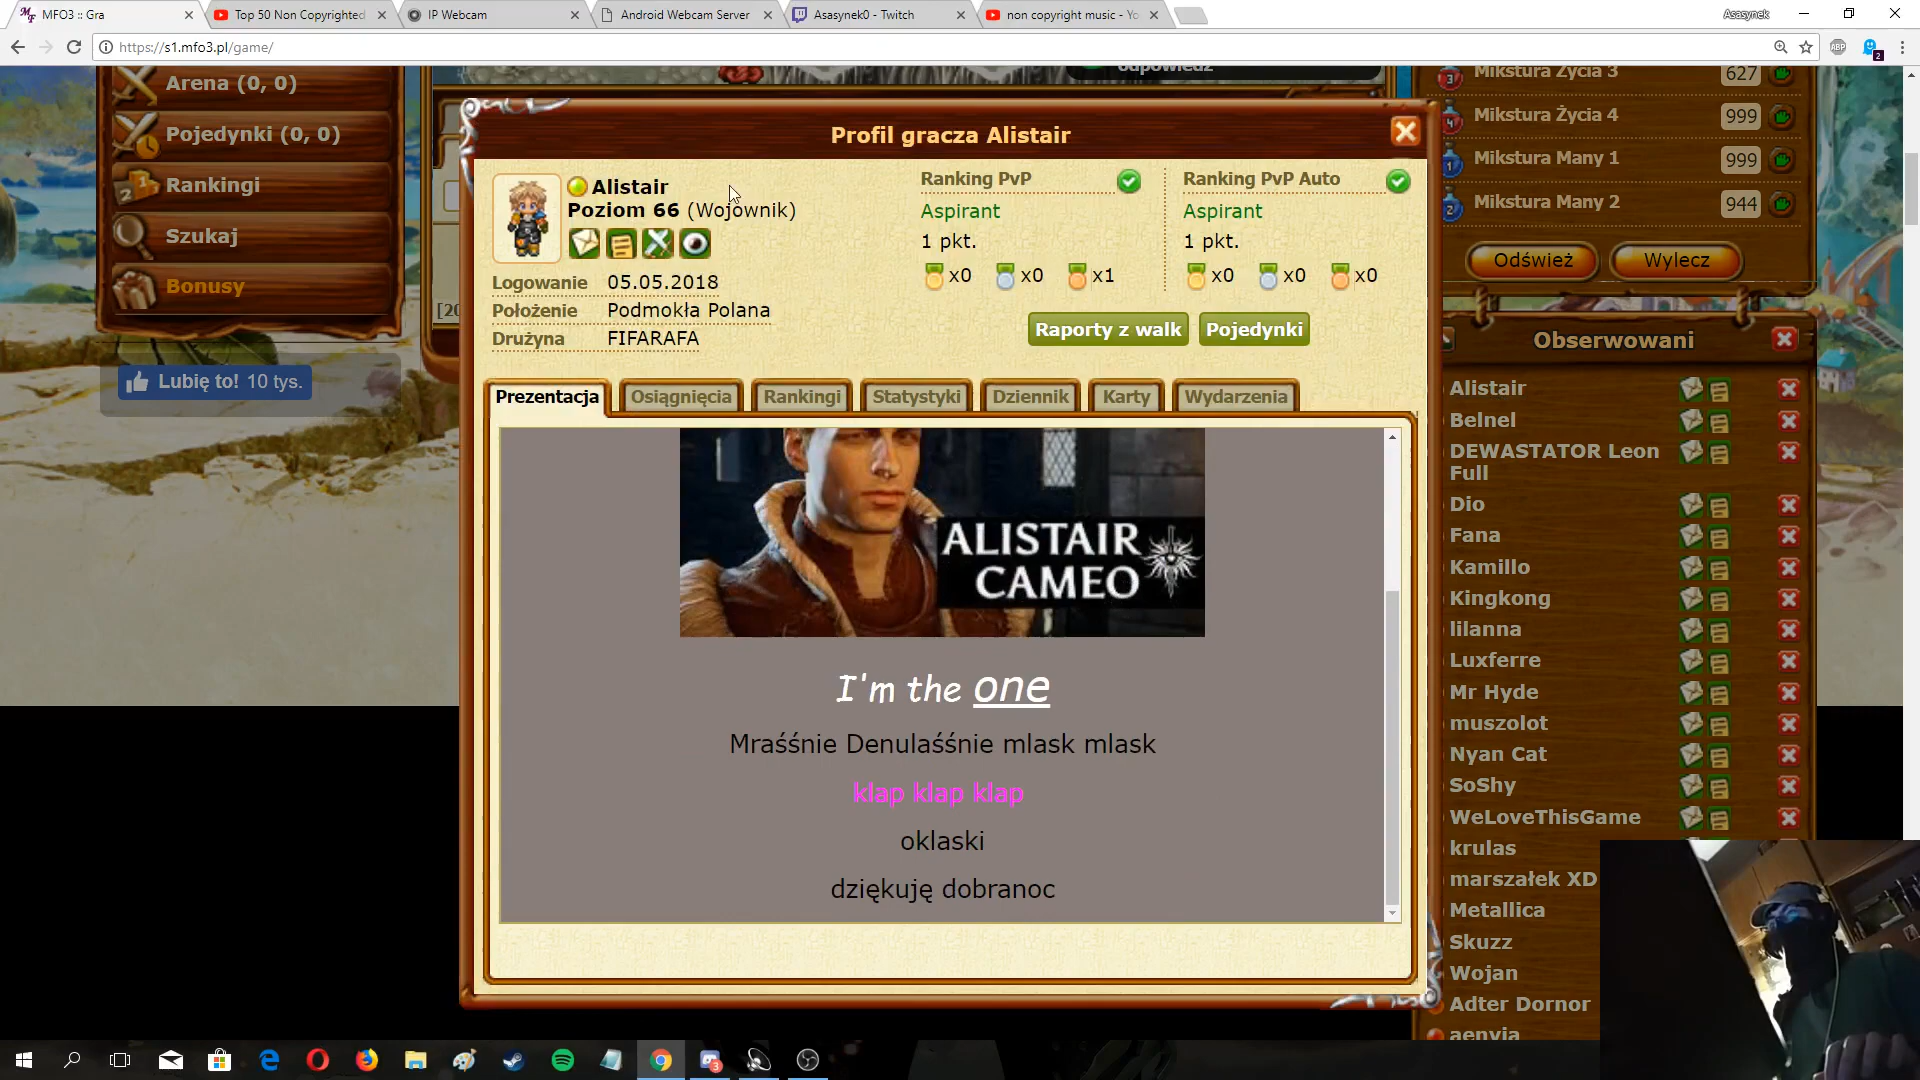 MFO3 :: Gra
Top 50 Non Copyrighted
IP Webcam
Android Webcam Server
Asasynek0 - Twitch
non copyright music - Yo
Asasynek
https://s1.mfo3.pl/game/
ABP
2
Arena (0, 0)
Pojedynki (0, 0)
Rankingi
Szukaj
Bonusy
Lubię to! 10 tys.
odpowiedź
[20
Profil gracza Alistair
Alistair
Poziom 66 (Wojownik)
Logowanie 05.05.2018
Położenie Podmokła Polana
Drużyna FIFARAFA
Ranking PvP
Aspirant
1 pkt.
x0 x0 x1
Ranking PvP Auto
Aspirant
1 pkt.
x0 x0 x0
Raporty z walk
Pojedynki
Prezentacja
Osiągnięcia
Rankingi
Statystyki
Dziennik
Karty
Wydarzenia
ALISTAIR
CAMEO
I'm the one
Mraśśnie Denulaśśnie mlask mlask
klap klap klap
oklaski
dziękuję dobranoc
Mikstura Życia 3 627
Mikstura Życia 4 999
Mikstura Many 1 999
Mikstura Many 2 944
Odśwież
Wylecz
Obserwowani
Alistair
Belnel
DEWASTATOR Leon
Full
Dio
Fana
Kamillo
Kingkong
lilanna
Luxferre
Mr Hyde
muszolot
Nyan Cat
SoShy
WeLoveThisGame
krulas
marszałek XD
Metallica
Skuzz
Wojan
Adter Dornor
aenvia